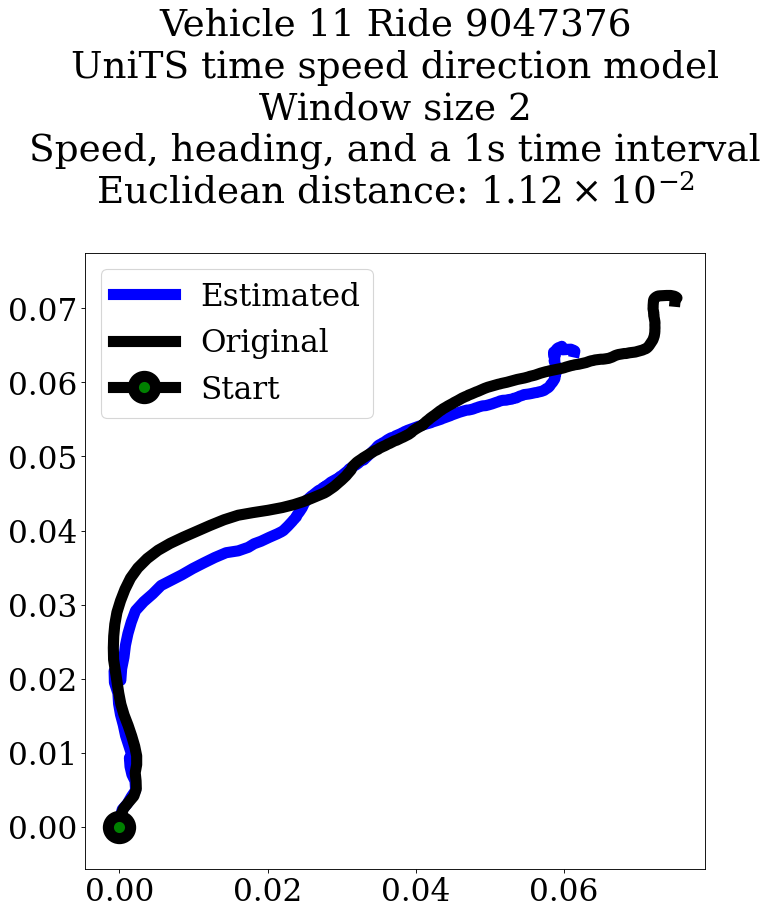 Vehicle 11 Ride 9047376
UniTS time speed direction model
Window size 2
Speed, heading, and a 1s time interval
Euclidean distance: 1.12 × 10⁻²
Estimated
Original
Start
0.07
0.06
0.05
0.04
0.03
0.02
0.01
0.00
0.00 0.02 0.04 0.06